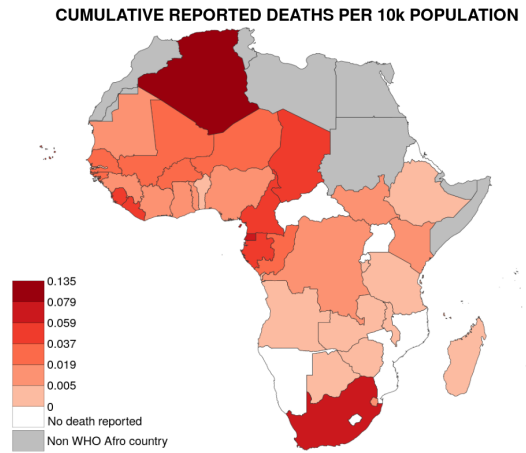 CUMULATIVE REPORTED DEATHS PER 10k POPULATION
0.135
0.079
0.059
0.037
0.019
0.005
0
No death reported
Non WHO Afro country